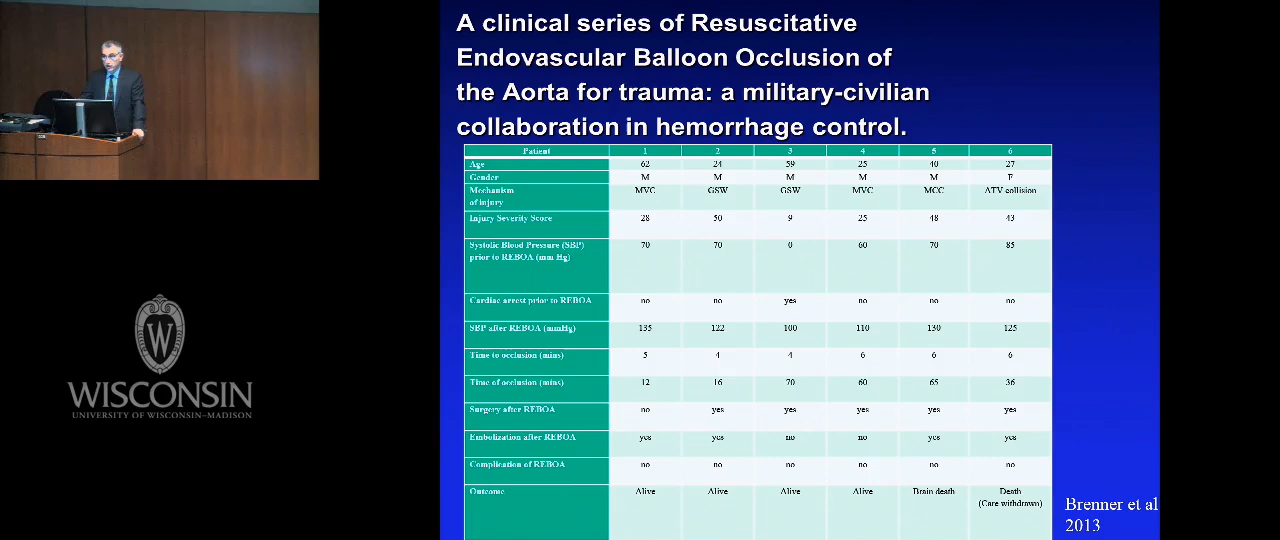 A clinical series of Resuscitative
Endovascular Balloon Occlusion of
the Aorta for trauma: a military-civilian
collaboration in hemorrhage control.
Patient 1 2 3 4 5 6
Age 62 24 59 25 40 27
Gender M M M M M F
Mechanism MVC GSW GSW MVC MCC ATV collision
of injury
Injury Severity Score 28 50 9 25 48 43
Systolic Blood Pressure (SBP) 70 70 0 60 70 85
prior to REBOA (mm Hg)
Cardiac arrest prior to REBOA no no yes no no no
SBP after REBOA (mmHg) 135 122 100 110 130 125
Time to occlusion (mins) 5 4 4 6 6 6
Time of occlusion (mins) 12 16 70 60 65 36
Surgery after REBOA no yes yes yes yes yes
Embolization after REBOA yes yes no no yes yes
Complication of REBOA no no no no no no
Outcome Alive Alive Alive Alive Brain death Death
(Care withdrawn)
Brenner et al
2013
W
WISCONSIN
UNIVERSITY OF WISCONSIN–MADISON